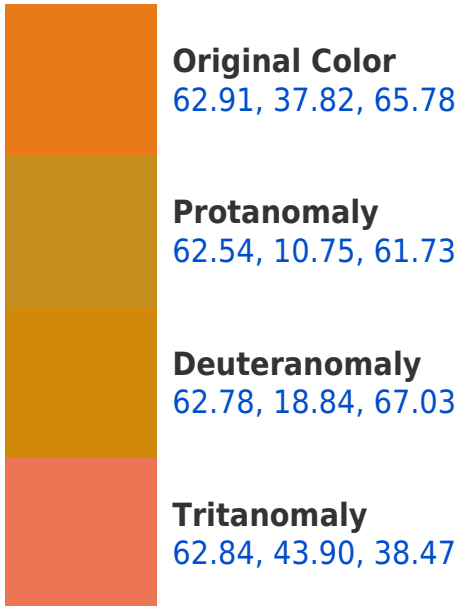 Original Color
62.91, 37.82, 65.78
Protanomaly
62.54, 10.75, 61.73
Deuteranomaly
62.78, 18.84, 67.03
Tritanomaly
62.84, 43.90, 38.47